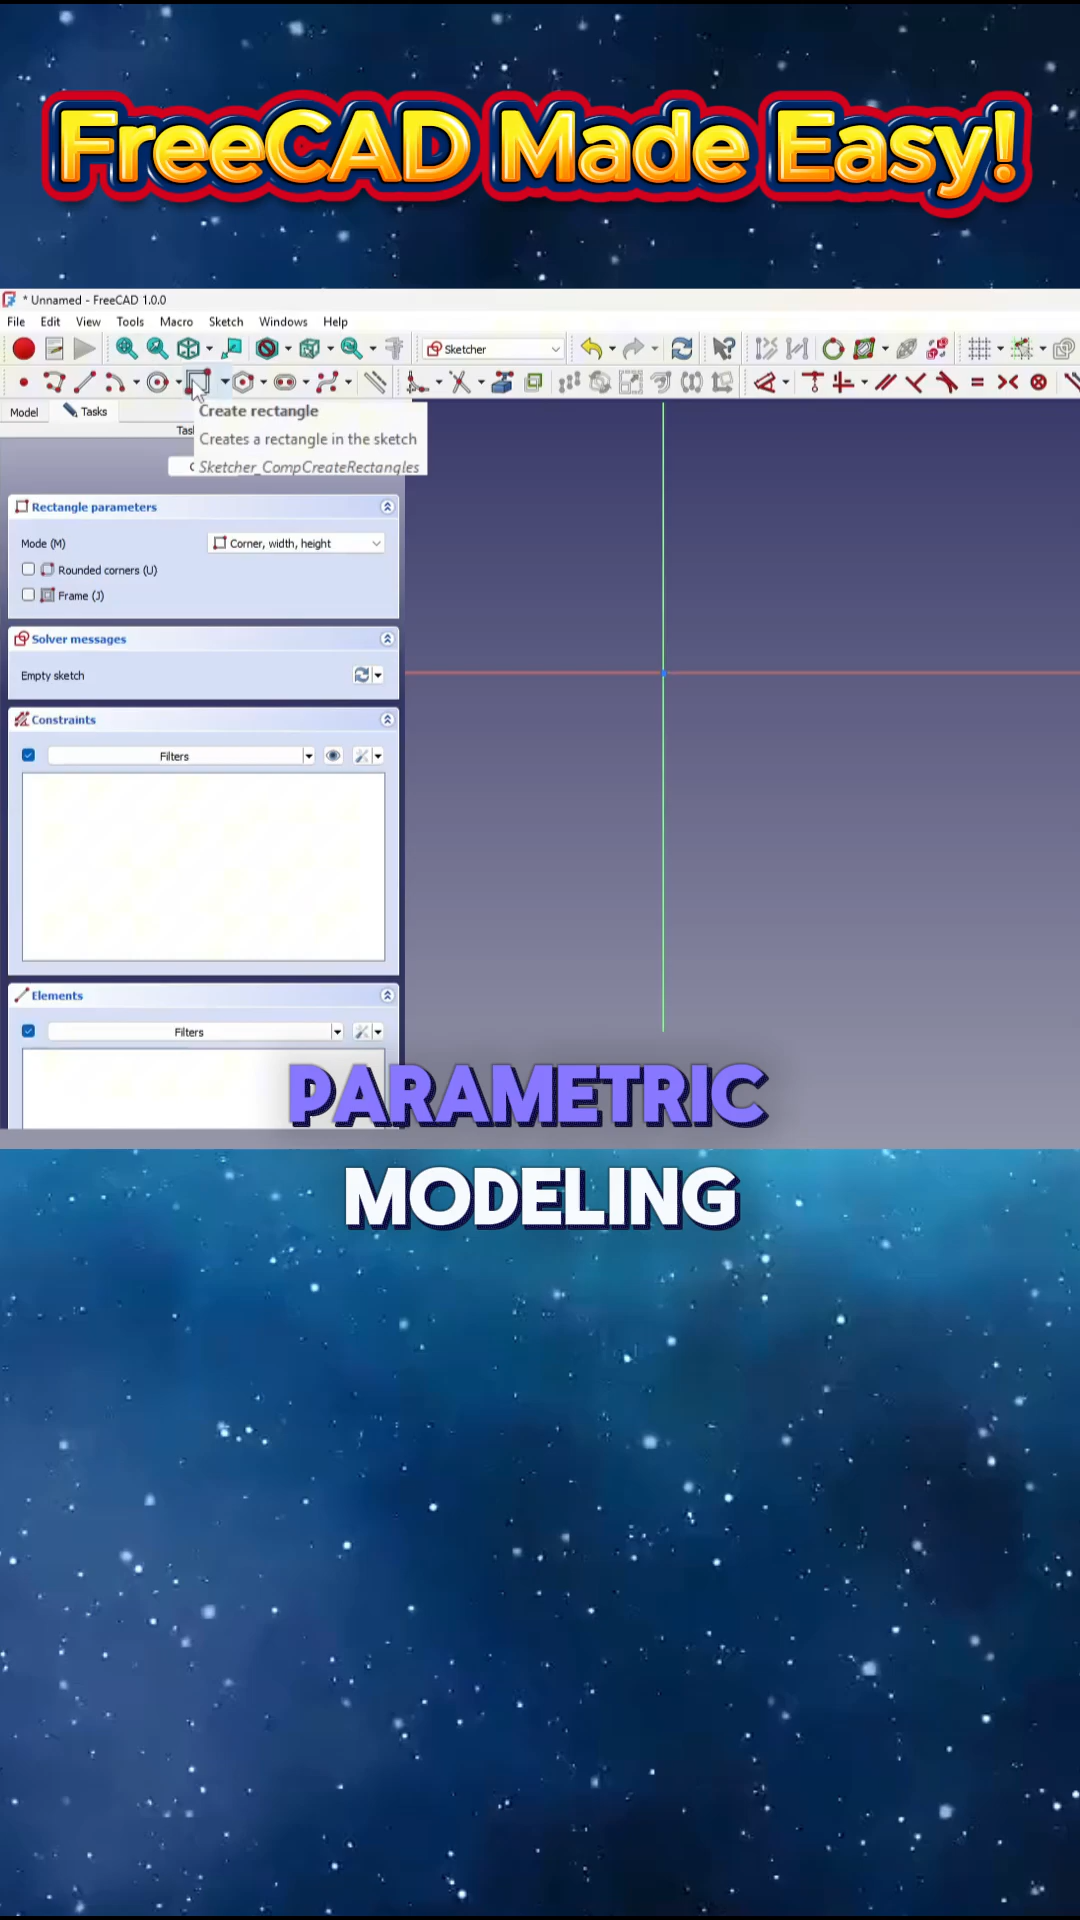 FreeCAD Made Easy!
* Unnamed - FreeCAD 1.0.0
File Edit View Tools Macro Sketch Windows Help
Sketcher
Model Tasks
Create rectangle
Creates a rectangle in the sketch
Sketcher_CompCreateRectangles
Rectangle parameters
Mode (M) Corner, width, height
Rounded corners (U)
Frame (J)
Solver messages
Empty sketch
Constraints
Filters
Elements
Filters
PARAMETRIC
MODELING